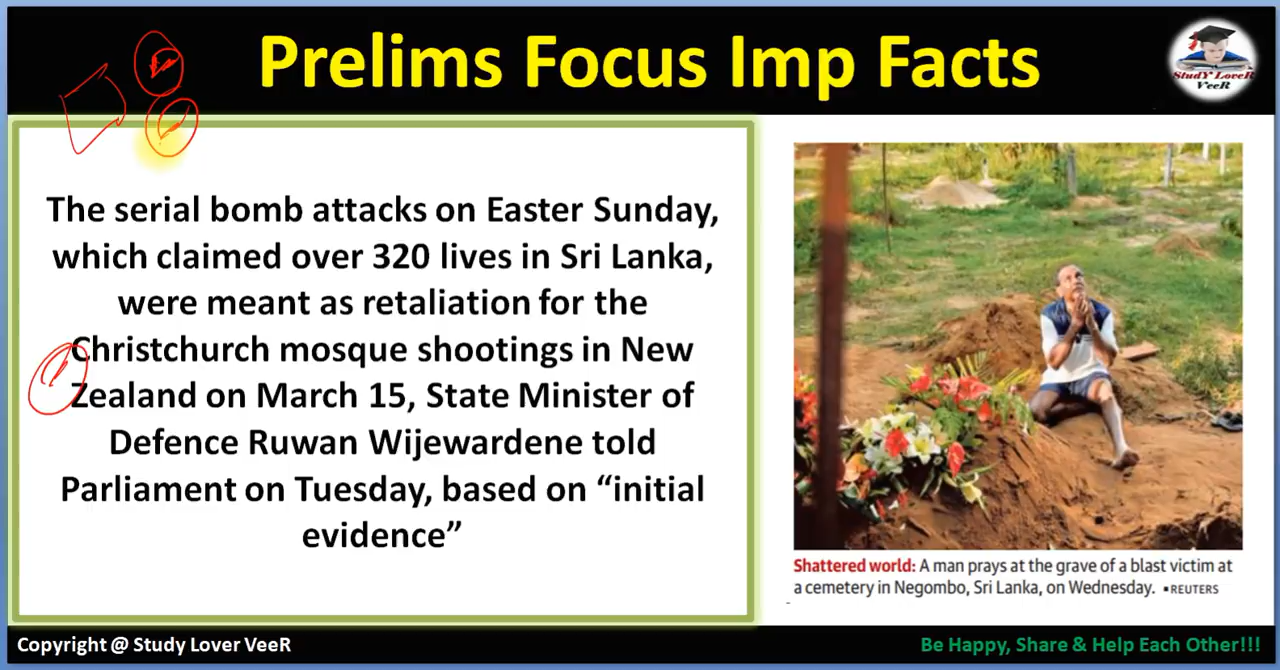 Prelims Focus Imp Facts
StudY LoveR
VeeR
The serial bomb attacks on Easter Sunday,
which claimed over 320 lives in Sri Lanka,
were meant as retaliation for the
Christchurch mosque shootings in New
Zealand on March 15, State Minister of
Defence Ruwan Wijewardene told
Parliament on Tuesday, based on “initial
evidence”
Shattered world: A man prays at the grave of a blast victim at
a cemetery in Negombo, Sri Lanka, on Wednesday. ▪REUTERS
Copyright @ Study Lover VeeR
Be Happy, Share & Help Each Other!!!